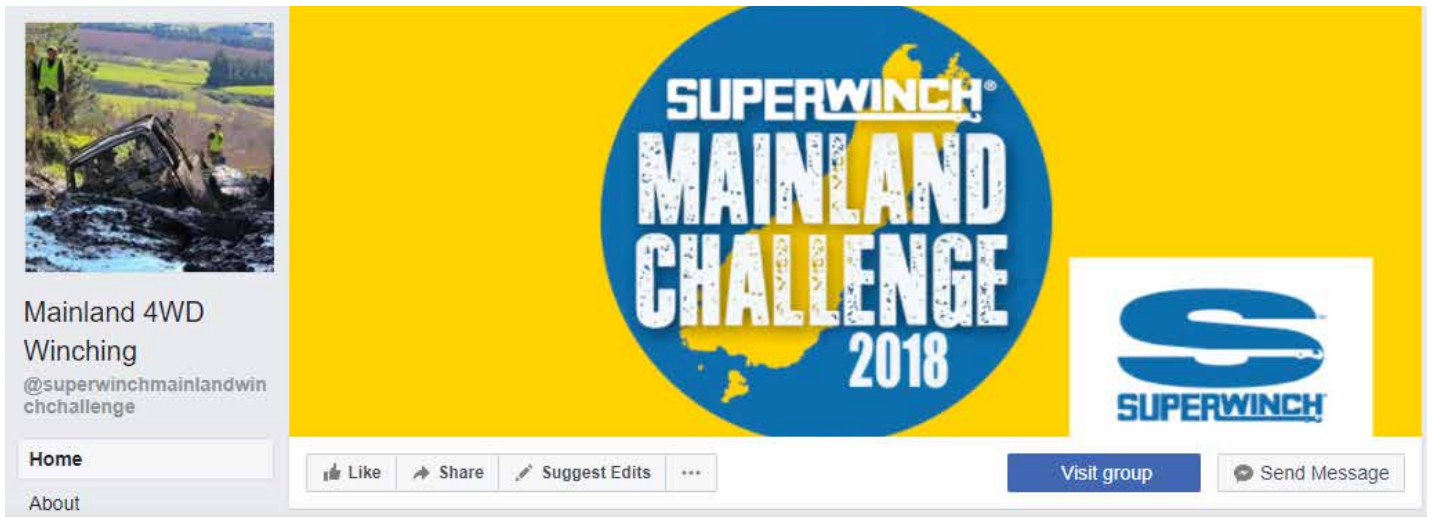 SUPERWINCH®
MAINLAND
CHALLENGE
2018
SUPERWINCH
Mainland 4WD
Winching
@superwinchmainlandwin
chchallenge
Home
About
Like
Share
Suggest Edits
Visit group
Send Message